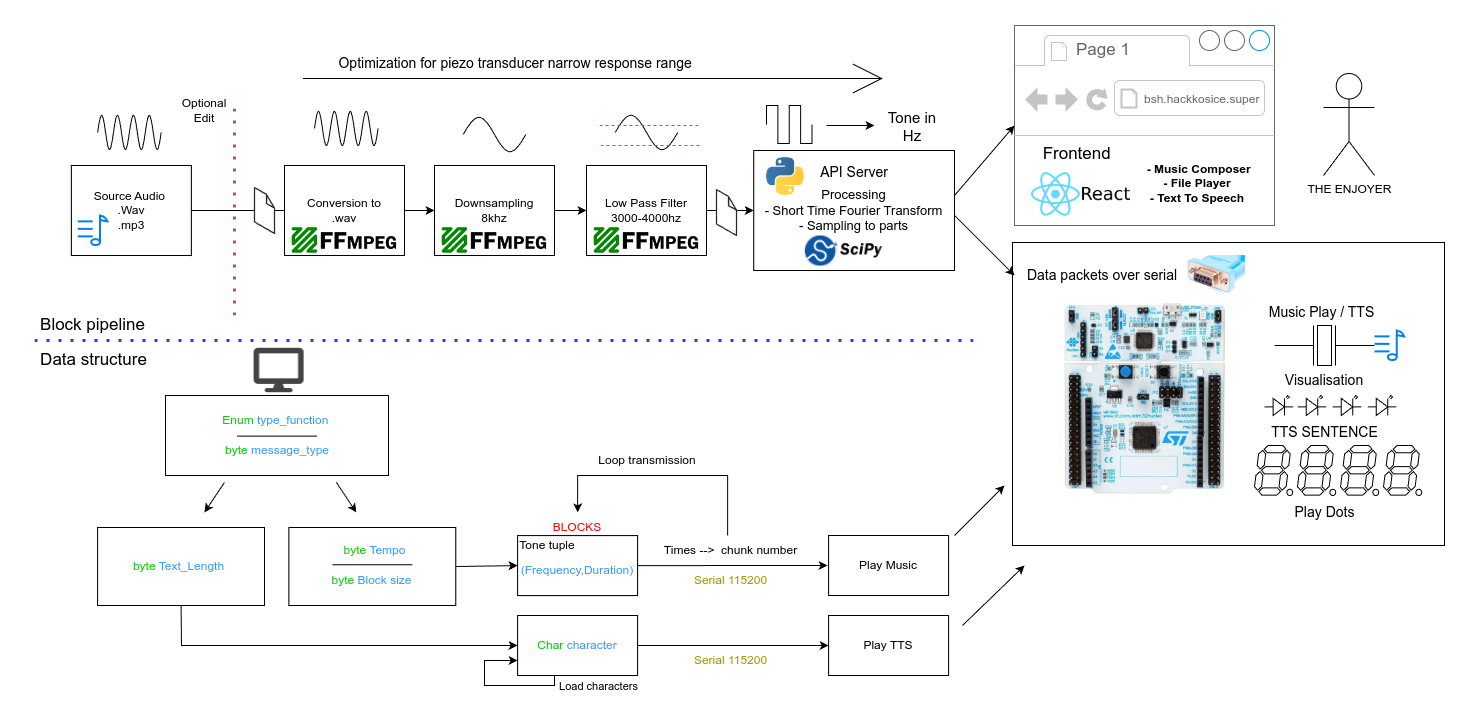 Optimization for piezo transducer narrow response range
Optional
Edit
Source Audio
.Wav
.mp3
Conversion to
.wav
FFMPEG
Downsampling
8khz
FFMPEG
Low Pass Filter
3000-4000hz
FFMPEG
Tone in
Hz
API Server
Processing
- Short Time Fourier Transform
- Sampling to parts
SciPy
Page 1
bsh.hackkosice.super
Frontend
React
- Music Composer
- File Player
- Text To Speech
THE ENJOYER
Data packets over serial
Music Play / TTS
Visualisation
TTS SENTENCE
Play Dots
Block pipeline
Data structure
Enum type_function
byte message_type
byte Text_Length
byte Tempo
byte Block size
Loop transmission
BLOCKS
Tone tuple
(Frequency,Duration)
Times --> chunk number
Serial 115200
Play Music
Char character
Load characters
Serial 115200
Play TTS